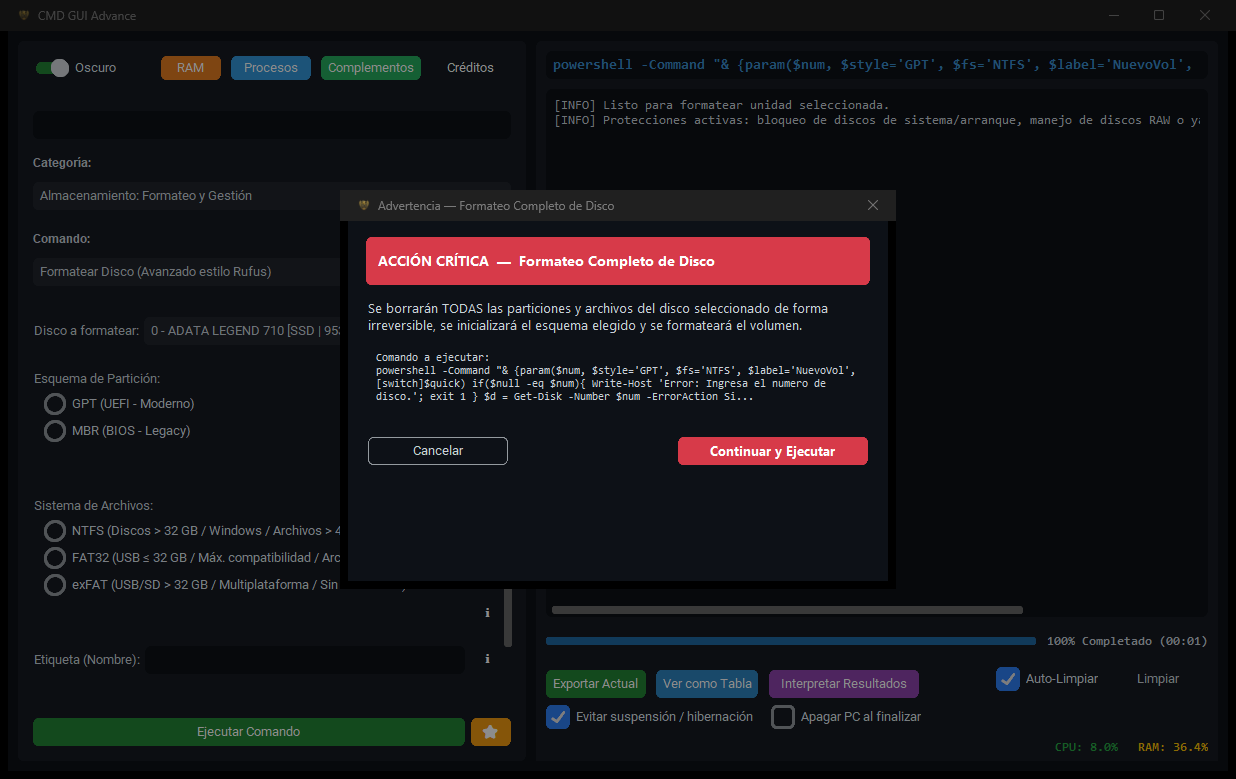 CMD GUI Advance
Oscuro
RAM
Procesos
Complementos
Créditos
Categoria:
Almacenamiento: Formateo y Gestión
Comando:
Formatear Disco (Avanzado estilo Rufus)
Disco a formatear:
0 - ADATA LEGEND 710 [SSD | 953
Esquema de Partición:
GPT (UEFI - Moderno)
MBR (BIOS - Legacy)
Sistema de Archivos:
NTFS (Discos > 32 GB / Windows / Archivos > 4
FAT32 (USB ≤ 32 GB / Máx. compatibilidad / Arc
exFAT (USB/SD > 32 GB / Multiplataforma / Sin
i
Etiqueta (Nombre):
i
Ejecutar Comando
powershell -Command "& {param($num, $style='GPT', $fs='NTFS', $label='NuevoVol',
[INFO] Listo para formatear unidad seleccionada.
[INFO] Protecciones activas: bloqueo de discos de sistema/arranque, manejo de discos RAW o
Advertencia — Formateo Completo de Disco
ACCIÓN CRÍTICA — Formateo Completo de Disco
Se borrarán TODAS las particiones y archivos del disco seleccionado de forma
irreversible, se inicializará el esquema elegido y se formateará el volumen.
Comando a ejecutar:
powershell -Command "& {param($num, $style='GPT', $fs='NTFS', $label='NuevoVol',
[switch]$quick) if($null -eq $num){ Write-Host 'Error: Ingresa el numero de
disco.'; exit 1 } $d = Get-Disk -Number $num -ErrorAction Si...
Cancelar
Continuar y Ejecutar
100% Completado (00:01)
Exportar Actual
Ver como Tabla
Interpretar Resultados
Auto-Limpiar
Limpiar
Evitar suspensión / hibernación
Apagar PC al finalizar
CPU: 8.0%
RAM: 36.4%